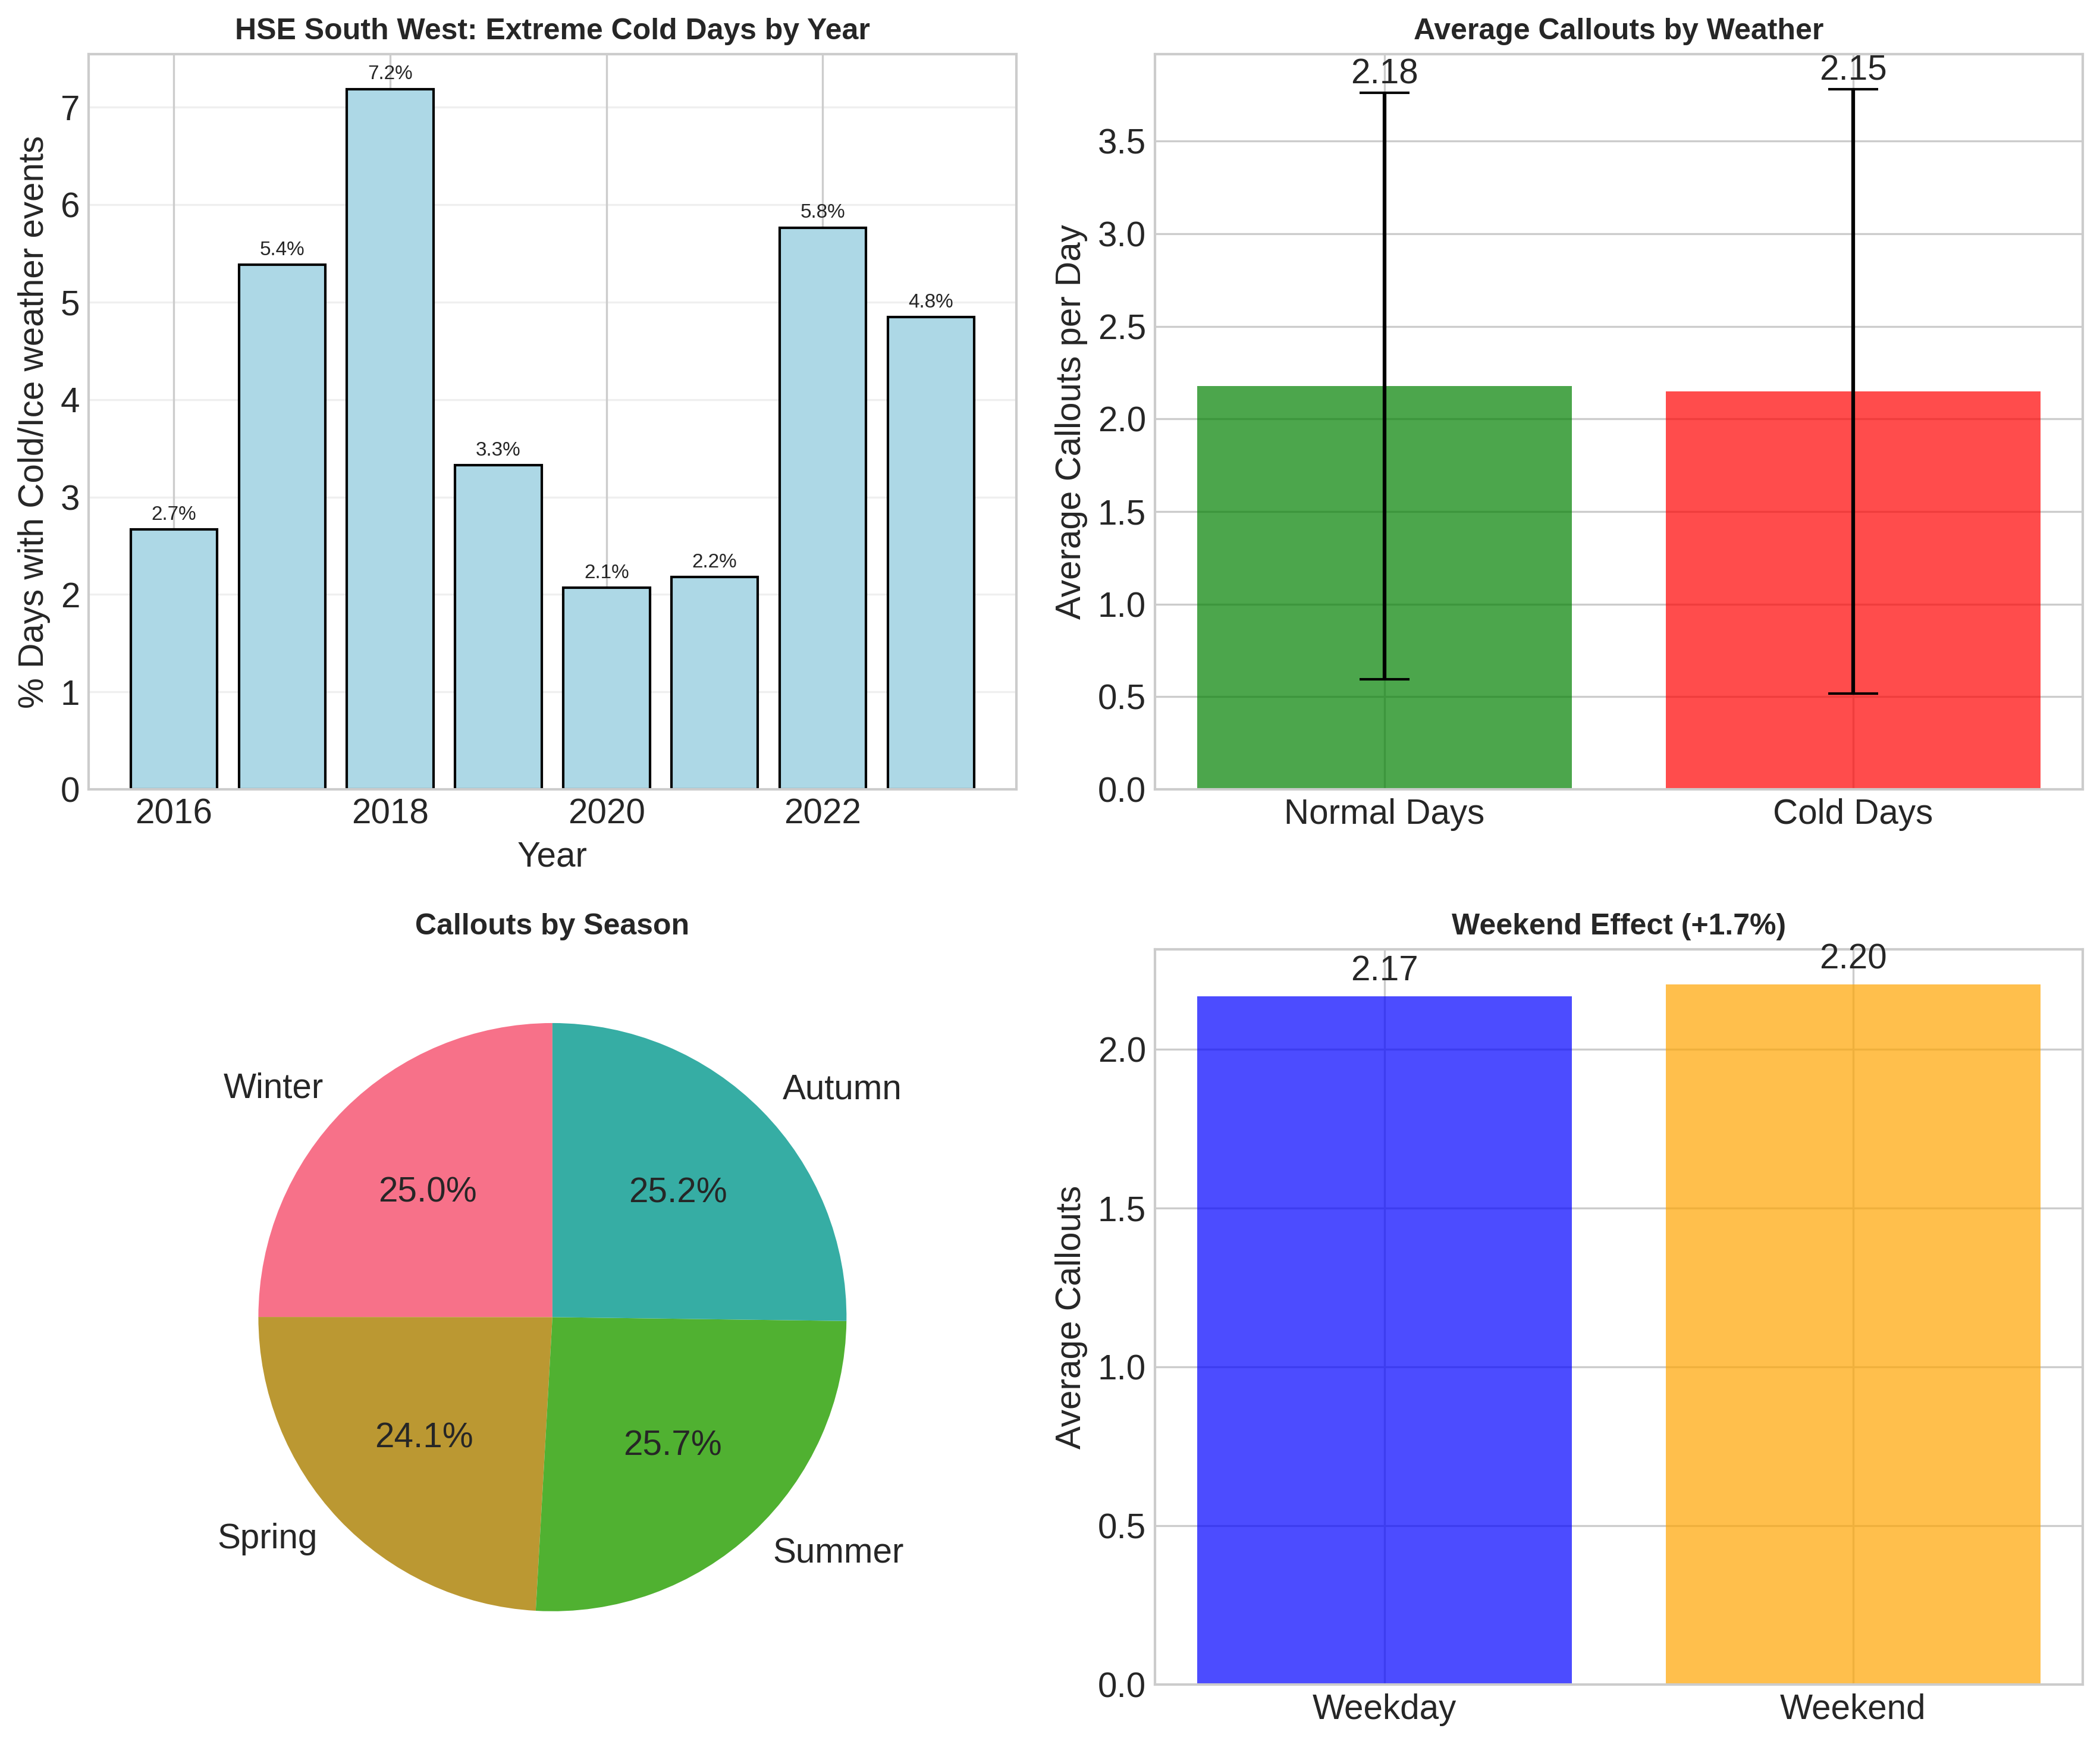 HSE South West: Extreme Cold Days by Year
% Days with Cold/Ice weather events
7
6
5
4
3
2
1
0
2.7%
5.4%
7.2%
3.3%
2.1%
2.2%
5.8%
4.8%
2016
2018
2020
2022
Year
Average Callouts by Weather
Average Callouts per Day
3.5
3.0
2.5
2.0
1.5
1.0
0.5
0.0
2.18
2.15
Normal Days
Cold Days
Callouts by Season
Winter
Autumn
25.0%
25.2%
24.1%
25.7%
Spring
Summer
Weekend Effect (+1.7%)
Average Callouts
2.0
1.5
1.0
0.5
0.0
2.17
2.20
Weekday
Weekend